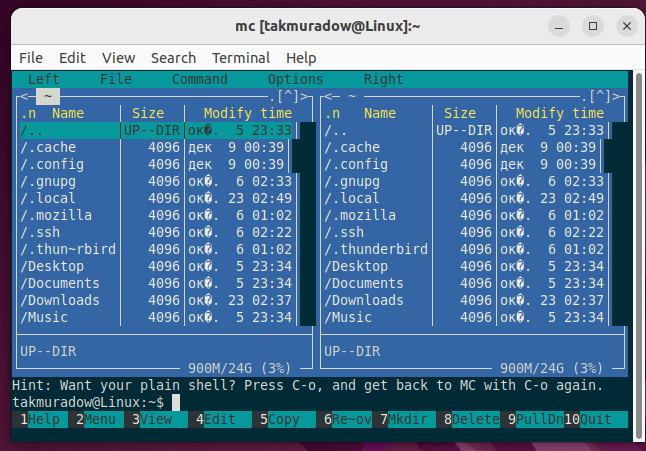 mc [takmuradow@Linux]:~
File Edit View Search Terminal Help
Left File Command Options Right
<─ ~ ─.[^]> <─ ~ ─.[^]>
.n Name │ Size │ Modify time .n Name │ Size │ Modify time
/.. │UP--DIR│ок�. 5 23:33 /.. │UP--DIR│ок�. 5 23:33
/.cache │ 4096│дек 9 00:39│ /.cache │ 4096│дек 9 00:39│
/.config │ 4096│дек 9 00:39│ /.config │ 4096│дек 9 00:39│
/.gnupg │ 4096│ок�. 6 02:33 /.gnupg │ 4096│ок�. 6 02:33
/.local │ 4096│ок�. 23 02:49 /.local │ 4096│ок�. 23 02:49
/.mozilla │ 4096│ок�. 6 01:02 /.mozilla │ 4096│ок�. 6 01:02
/.ssh │ 4096│ок�. 6 02:22 /.ssh │ 4096│ок�. 6 02:22
/.thun~rbird │ 4096│ок�. 6 01:02 /.thunderbird │ 4096│ок�. 6 01:02
/Desktop │ 4096│ок�. 5 23:34 /Desktop │ 4096│ок�. 5 23:34
/Documents │ 4096│ок�. 5 23:34 /Documents │ 4096│ок�. 5 23:34
/Downloads │ 4096│ок�. 23 02:37 /Downloads │ 4096│ок�. 23 02:37
/Music │ 4096│ок�. 5 23:34 /Music │ 4096│ок�. 5 23:34
UP--DIR UP--DIR
900M/24G (3%) 900M/24G (3%)
Hint: Want your plain shell? Press C-o, and get back to MC with C-o again.
takmuradow@Linux:~$
1Help 2Menu 3View 4Edit 5Copy 6Re~ov 7Mkdir 8Delete 9PullDn 10Quit